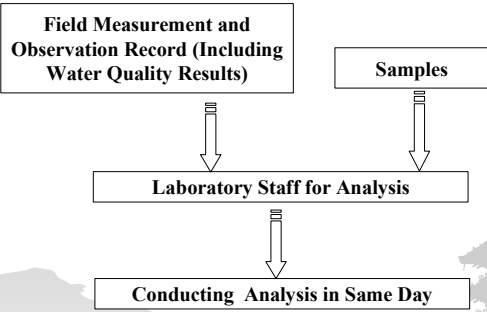 Field Measurement and
Observation Record (Including
Water Quality Results)
Samples
Laboratory Staff for Analysis
Conducting Analysis in Same Day